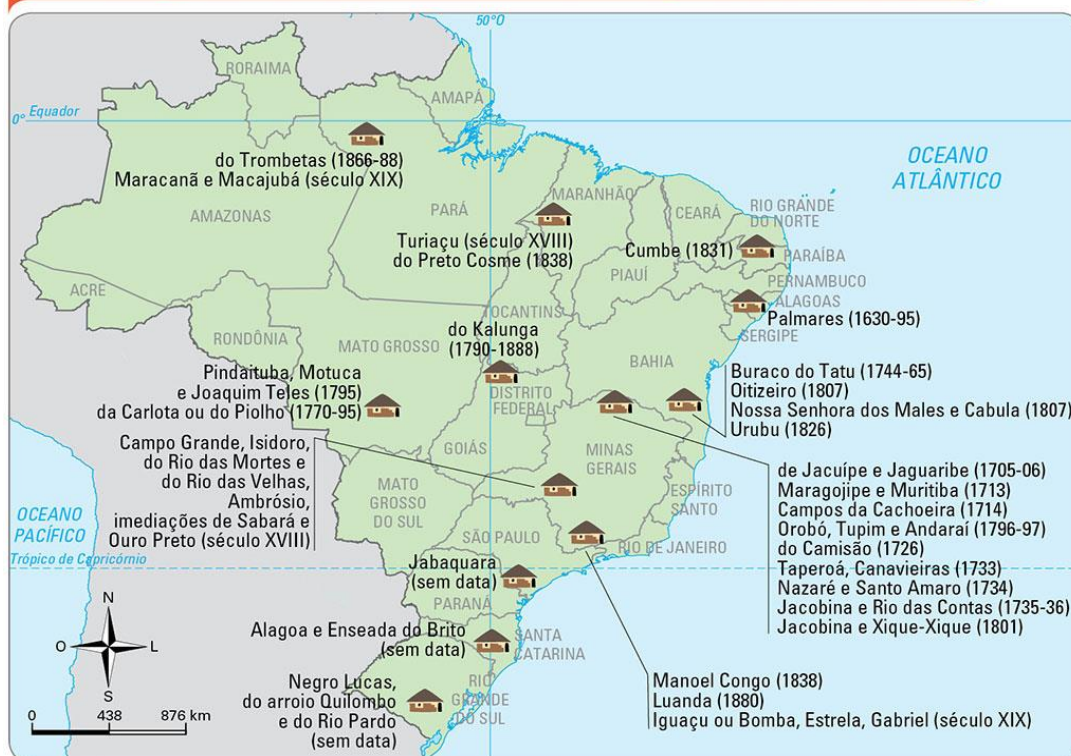 50°O
RORAIMA
AMAPÁ
0° Equador
do Trombetas (1866-88)
Maracanã e Macajubá (século XIX)
OCEANO
ATLÂNTICO
AMAZONAS
PARÁ
MARANHÃO
CEARÁ
RIO GRANDE
DO NORTE
Turiaçu (século XVIII)
do Preto Cosme (1838)
Cumbe (1831)
PARAÍBA
PIAUÍ
PERNAMBUCO
ACRE
ALAGOAS
TOCANTINS
Palmares (1630-95)
RONDÔNIA
MATO GROSSO
do Kalunga
(1790-1888)
SERGIPE
BAHIA
Pindaituba, Motuca
e Joaquim Teles (1795)
da Carlota ou do Piolho (1770-95)
DISTRITO
FEDERAL
Buraco do Tatu (1744-65)
Oitizeiro (1807)
Nossa Senhora dos Males e Cabula (1807)
Urubu (1826)
Campo Grande, Isidoro,
do Rio das Mortes e
do Rio das Velhas,
Ambrósio,
imediações de Sabará e
Ouro Preto (século XVIII)
GOIÁS
MINAS
GERAIS
de Jacuípe e Jaguaribe (1705-06)
Maragojipe e Muritiba (1713)
Campos da Cachoeira (1714)
Orobó, Tupim e Andaraí (1796-97)
do Camisão (1726)
Taperoá, Canavieiras (1733)
Nazaré e Santo Amaro (1734)
Jacobina e Rio das Contas (1735-36)
Jacobina e Xique-Xique (1801)
MATO
GROSSO
DO SUL
ESPÍRITO
SANTO
OCEANO
PACÍFICO
Trópico de Capricórnio
SÃO PAULO
RIO DE JANEIRO
Jabaquara
(sem data)
PARANÁ
Alagoa e Enseada do Brito
(sem data)
SANTA
CATARINA
Negro Lucas,
do arroio Quilombo
e do Rio Pardo
(sem data)
RIO
GRANDE
DO SUL
Manoel Congo (1838)
Luanda (1880)
Iguaçu ou Bomba, Estrela, Gabriel (século XIX)
N
O
L
S
0 438 876 km